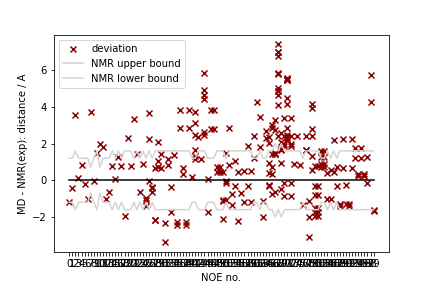 deviation
NMR upper bound
NMR lower bound
MD - NMR(exp): distance / A
6
4
2
0
−2
NOE no.